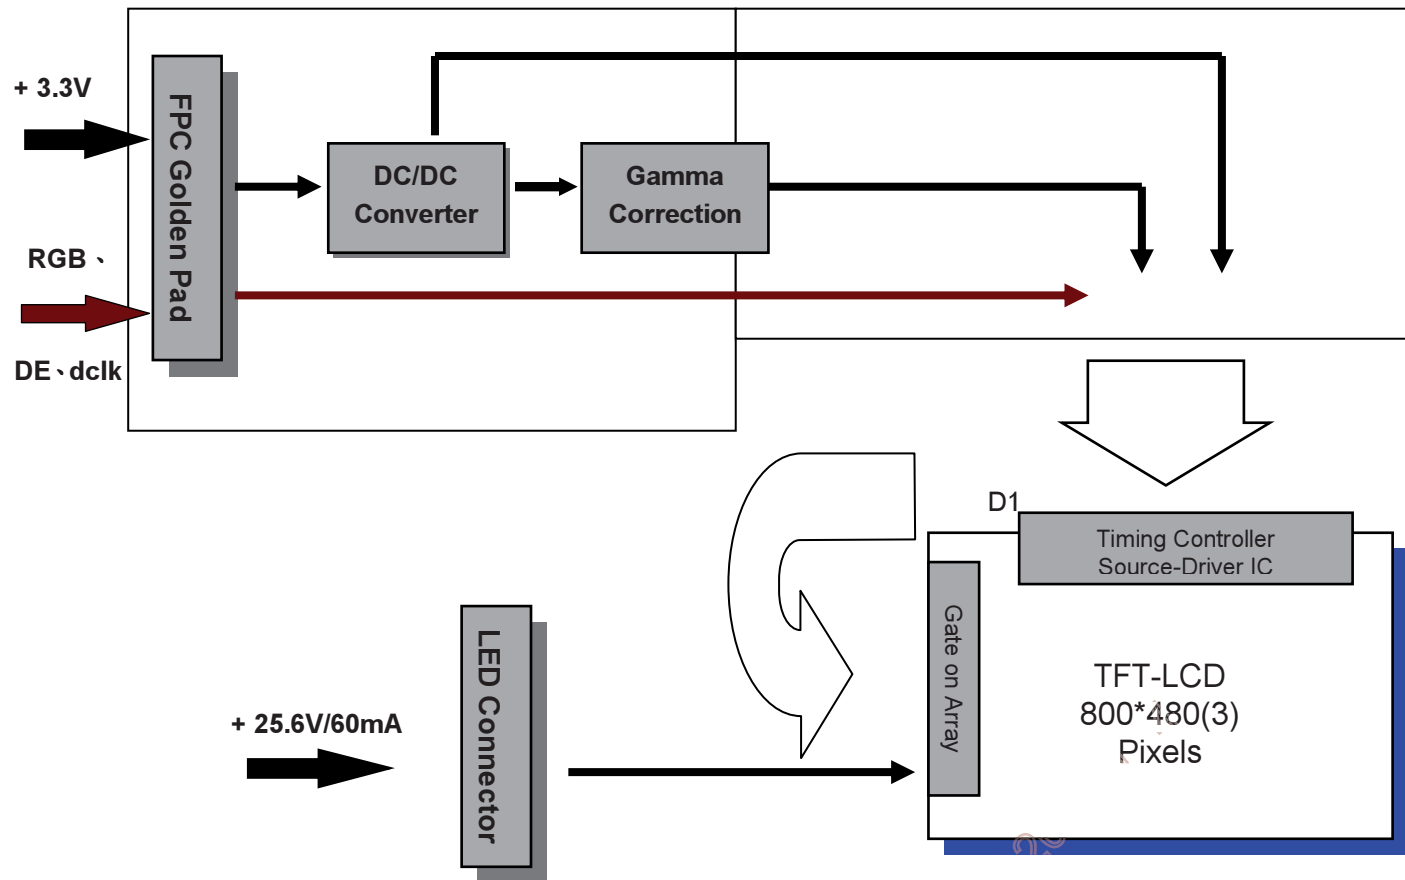 + 3.3V
FPC Golden Pad
DC/DC
Converter
Gamma
Correction
RGB、
DE、dclk
D1
Timing Controller
Source-Driver IC
Gate on Array
TFT-LCD
800*480(3)
Pixels
LED Connector
+ 25.6V/60mA